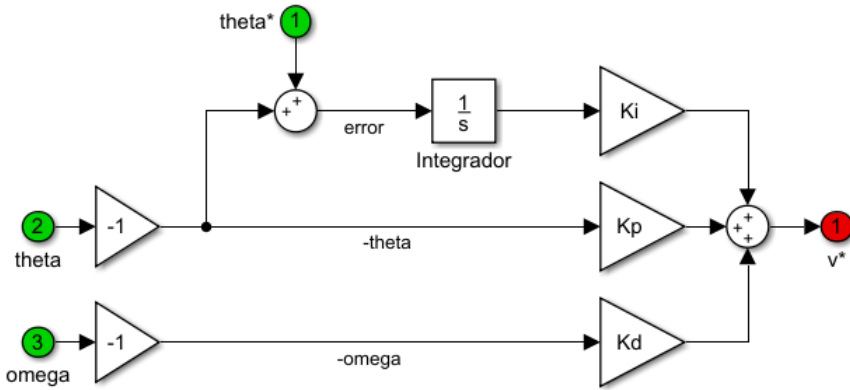 theta*
1
+
+
error
1
s
Integrador
Ki
2
theta
-1
-theta
Kp
+
+
+
1
v*
3
omega
-1
-omega
Kd